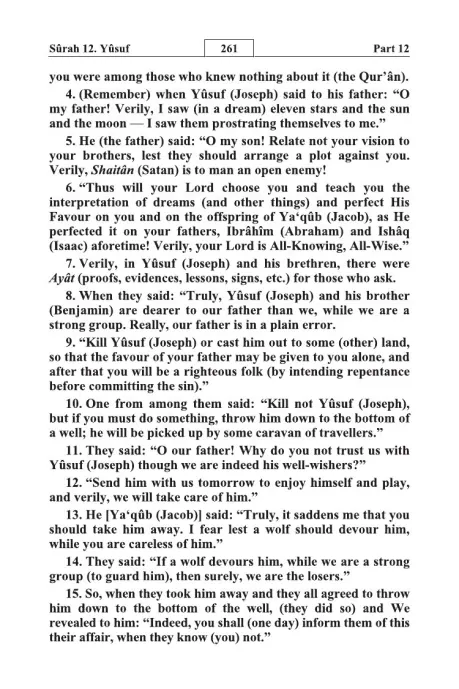 Sûrah 12. Yûsuf 261 Part 12
you were among those who knew nothing about it (the Qur’ân).
4. (Remember) when Yûsuf (Joseph) said to his father: “O
my father! Verily, I saw (in a dream) eleven stars and the sun
and the moon — I saw them prostrating themselves to me.”
5. He (the father) said: “O my son! Relate not your vision to
your brothers, lest they should arrange a plot against you.
Verily, Shaitân (Satan) is to man an open enemy!
6. “Thus will your Lord choose you and teach you the
interpretation of dreams (and other things) and perfect His
Favour on you and on the offspring of Ya‘qûb (Jacob), as He
perfected it on your fathers, Ibrâhîm (Abraham) and Ishâq
(Isaac) aforetime! Verily, your Lord is All-Knowing, All-Wise.”
7. Verily, in Yûsuf (Joseph) and his brethren, there were
Ayât (proofs, evidences, lessons, signs, etc.) for those who ask.
8. When they said: “Truly, Yûsuf (Joseph) and his brother
(Benjamin) are dearer to our father than we, while we are a
strong group. Really, our father is in a plain error.
9. “Kill Yûsuf (Joseph) or cast him out to some (other) land,
so that the favour of your father may be given to you alone, and
after that you will be a righteous folk (by intending repentance
before committing the sin).”
10. One from among them said: “Kill not Yûsuf (Joseph),
but if you must do something, throw him down to the bottom of
a well; he will be picked up by some caravan of travellers.”
11. They said: “O our father! Why do you not trust us with
Yûsuf (Joseph) though we are indeed his well-wishers?”
12. “Send him with us tomorrow to enjoy himself and play,
and verily, we will take care of him.”
13. He [Ya‘qûb (Jacob)] said: “Truly, it saddens me that you
should take him away. I fear lest a wolf should devour him,
while you are careless of him.”
14. They said: “If a wolf devours him, while we are a strong
group (to guard him), then surely, we are the losers.”
15. So, when they took him away and they all agreed to throw
him down to the bottom of the well, (they did so) and We
revealed to him: “Indeed, you shall (one day) inform them of this
their affair, when they know (you) not.”